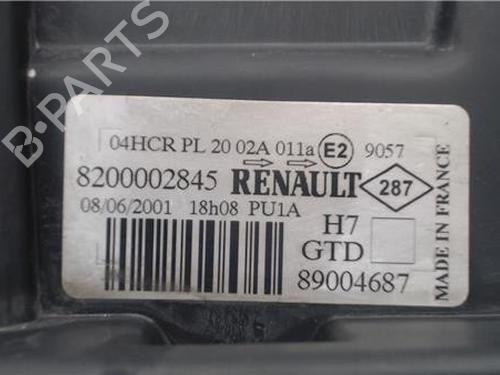 B-PARTS
04HCR PL 20 02A 011a E2 9057
8200002845 RENAULT 287
08/06/2001 18h08 PU1A
H7
GTD
89004687
MADE IN FRANCE